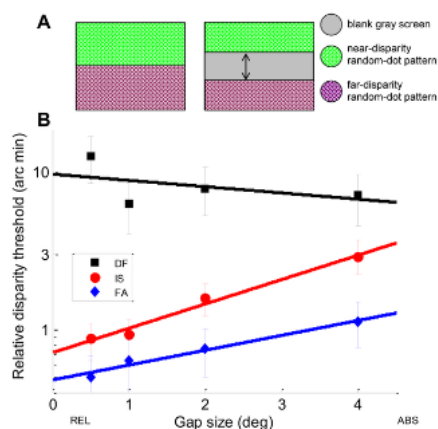 A
blank gray screen
near-disparity
random-dot pattern
far-disparity
random-dot pattern
B
Relative disparity threshold (arc min)
10
3
1
DF
IS
FA
0 1 2 3 4
REL Gap size (deg) ABS